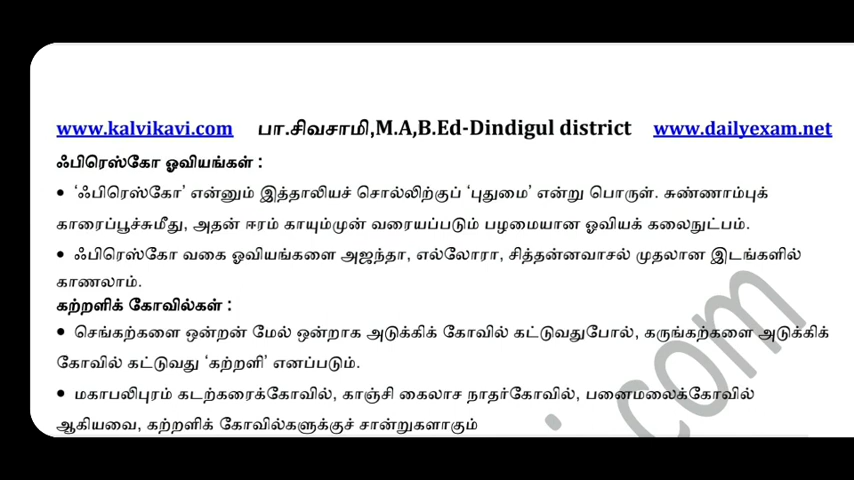 www.kalvikavi.com பா.சிவசாமி,M.A,B.Ed-Dindigul district www.dailyexam.net
ஃபிரெஸ்கோ ஓவியங்கள் :
• ‘ஃபிரெஸ்கோ’ என்னும் இத்தாலியச் சொல்லிற்குப் ‘புதுமை’ என்று பொருள். சுண்ணாம்புக்
காரைப்பூச்சுமீது, அதன் ஈரம் காயும்முன் வரையப்படும் பழமையான ஓவியக் கலைநுட்பம்.
• ஃபிரெஸ்கோ வகை ஓவியங்களை அஜந்தா, எல்லோரா, சித்தன்னவாசல் முதலான இடங்களில்
காணலாம்.
கற்றளிக் கோவில்கள் :
• செங்கற்களை ஒன்றன் மேல் ஒன்றாக அடுக்கிக் கோவில் கட்டுவதுபோல், கருங்கற்களை அடுக்கிக்
கோவில் கட்டுவது ‘கற்றளி’ எனப்படும்.
• மகாபலிபுரம் கடற்கரைக்கோவில், காஞ்சி கைலாச நாதர்கோவில், பனைமலைக்கோவில்
ஆகியவை, கற்றளிக் கோவில்களுக்குச் சான்றுகளாகும்
i.com